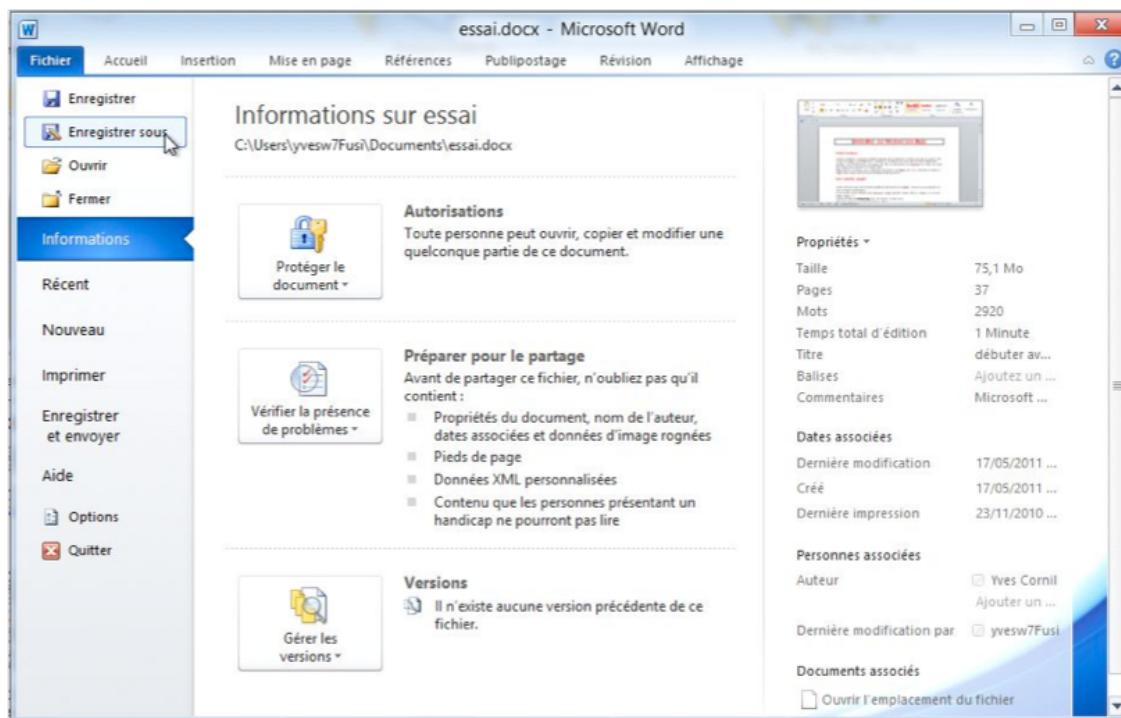 essai.docx - Microsoft Word
Fichier Accueil Insertion Mise en page Références Publipostage Révision Affichage
Enregistrer
Enregistrer sous
Ouvrir
Fermer
Informations
Récent
Nouveau
Imprimer
Enregistrer
et envoyer
Aide
Options
Quitter
Informations sur essai
C:\Users\yvesw7Fusi\Documents\essai.docx
Protéger le
document
Autorisations
Toute personne peut ouvrir, copier et modifier une
quelconque partie de ce document.
Vérifier la présence
de problèmes
Préparer pour le partage
Avant de partager ce fichier, n'oubliez pas qu'il
contient :
Propriétés du document, nom de l'auteur,
dates associées et données d'image rognées
Pieds de page
Données XML personnalisées
Contenu que les personnes présentant un
handicap ne pourront pas lire
Gérer les
versions
Versions
Il n'existe aucune version précédente de ce
fichier.
Propriétés
Taille 75,1 Mo
Pages 37
Mots 2920
Temps total d'édition 1 Minute
Titre débuter av...
Balises Ajoutez un ...
Commentaires Microsoft ...
Dates associées
Dernière modification 17/05/2011 ...
Créé 17/05/2011 ...
Dernière impression 23/11/2010 ...
Personnes associées
Auteur Yves Cornil
Ajouter un ...
Dernière modification par yvesw7Fusi
Documents associés
Ouvrir l'emplacement du fichier